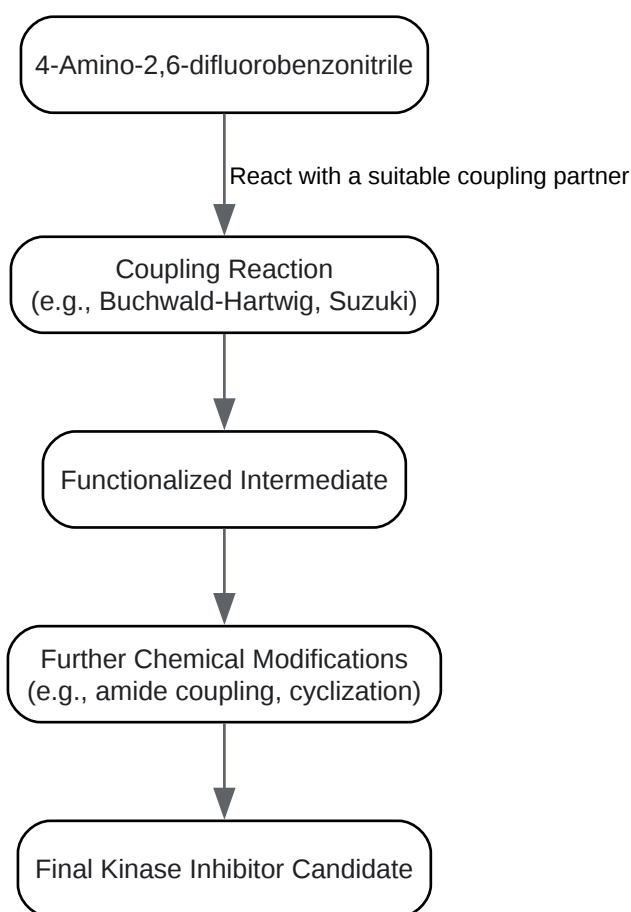 4-Amino-2,6-difluorobenzonitrile
React with a suitable coupling partner
Coupling Reaction
(e.g., Buchwald-Hartwig, Suzuki)
Functionalized Intermediate
Further Chemical Modifications
(e.g., amide coupling, cyclization)
Final Kinase Inhibitor Candidate